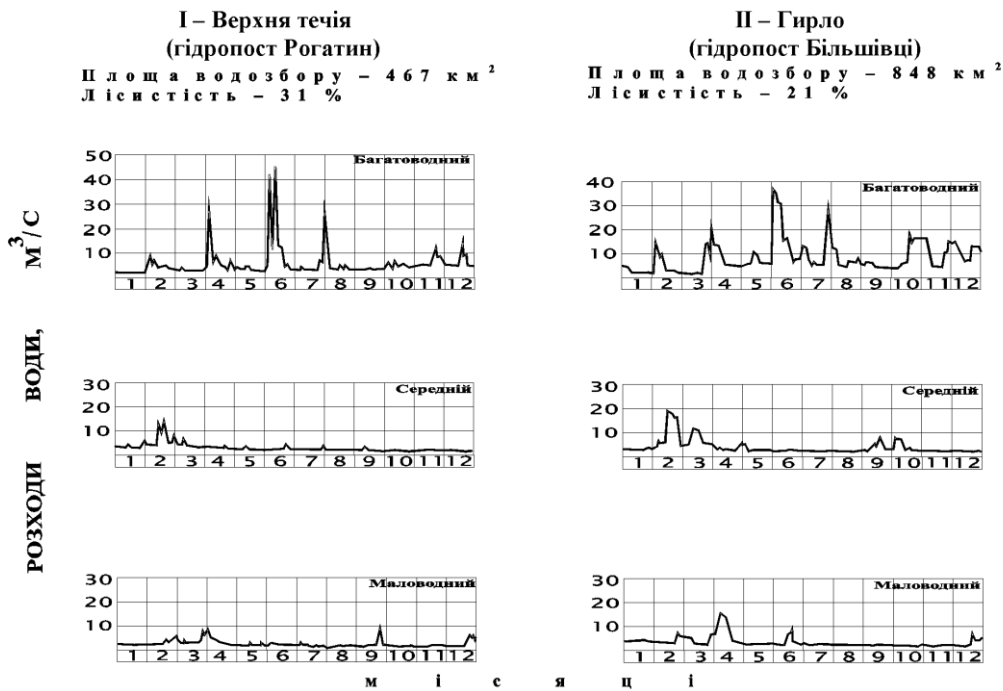 I – Верхня течія
(гідропост Рогатин)
Площа водозбору – 467 км²
Лісистість – 31 %
II – Гирло
(гідропост Більшівці)
Площа водозбору – 848 км²
Лісистість – 21 %
РОЗХОДИ ВОДИ, М³/С
Багатоводний
50
40
30
20
10
1 2 3 4 5 6 7 8 9 10 11 12
Багатоводний
40
30
20
10
1 2 3 4 5 6 7 8 9 10 11 12
Середній
30
20
10
1 2 3 4 5 6 7 8 9 10 11 12
Середній
30
20
10
1 2 3 4 5 6 7 8 9 10 11 12
Маловодний
30
20
10
1 2 3 4 5 6 7 8 9 10 11 12
Маловодний
30
20
10
1 2 3 4 5 6 7 8 9 10 11 12
місяці